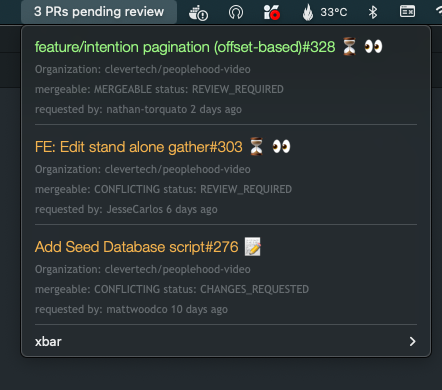 3 PRs pending review
33°C
feature/intention pagination (offset-based)#328 ⏳ 👀
Organization: clevertech/peoplehood-video
mergeable: MERGEABLE status: REVIEW_REQUIRED
requested by: nathan-torquato 2 days ago
FE: Edit stand alone gather#303 ⏳ 👀
Organization: clevertech/peoplehood-video
mergeable: CONFLICTING status: REVIEW_REQUIRED
requested by: JesseCarlos 6 days ago
Add Seed Database script#276 📝
Organization: clevertech/peoplehood-video
mergeable: CONFLICTING status: CHANGES_REQUESTED
requested by: mattwoodco 10 days ago
xbar